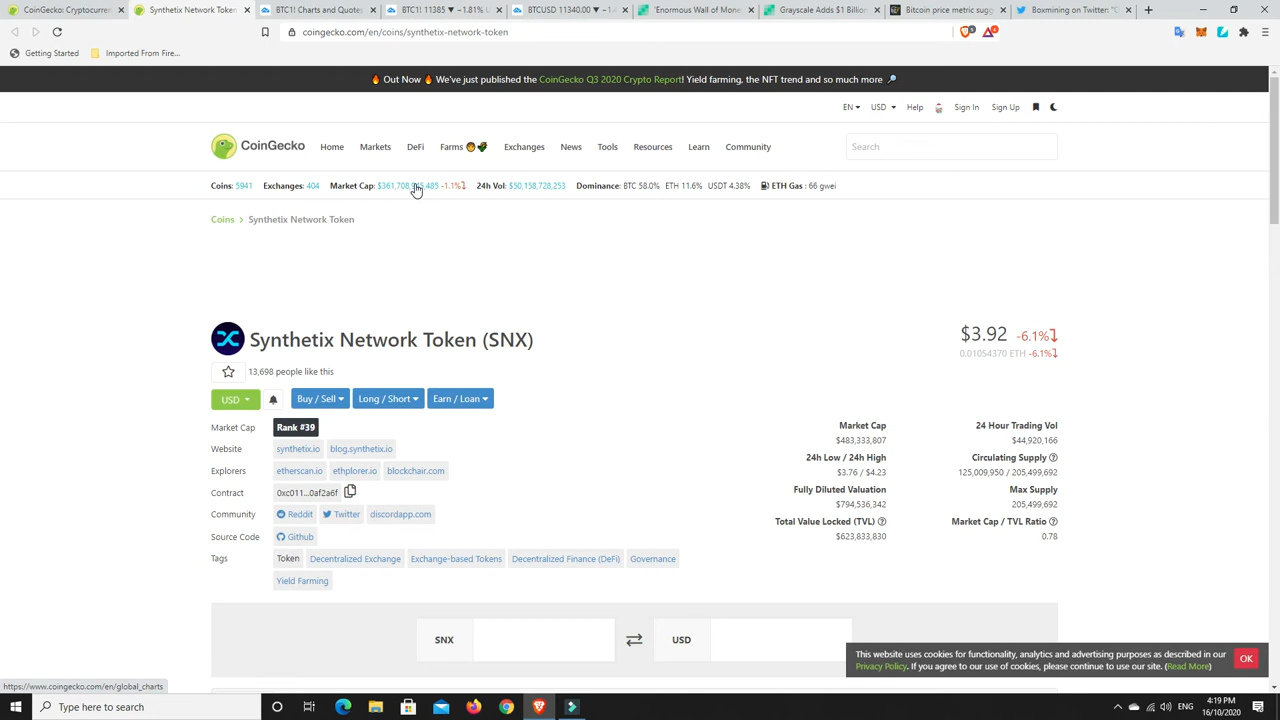 CoinGecko: Cryptocurren
Synthetix Network Token
BTC1! Charts and Quotes
BTC1! 11385 ▼ −1.81% U
BTCUSD 11340.00 ▼ −1.4
"Enormous Wall of Money
Grayscale Adds $1 Billion
Bitcoin price metric sugg
Boxmining on Twitter: "O
coingecko.com/en/coins/synthetix-network-token
Getting Started
Imported From Fire...
Out Now We've just published the CoinGecko Q3 2020 Crypto Report! Yield farming, the NFT trend and so much more
EN USD Help Sign In Sign Up
CoinGecko Home Markets DeFi Farms Exchanges News Tools Resources Learn Community
Search
Coins: 5941 Exchanges: 404 Market Cap: -1.1% 24h Vol: $50,158,728,253 Dominance: BTC 58.0% ETH 11.6% USDT 4.38% ETH Gas : 66 gwei
Coins > Synthetix Network Token
Synthetix Network Token (SNX)
$3.92 -6.1%
0.01054370 ETH -6.1%
13,698 people like this
USD Buy / Sell Long / Short Earn / Loan
Market Cap Rank #39
Website synthetix.io blog.synthetix.io
Explorers etherscan.io ethplorer.io blockchair.com
Contract 0xc011...0af2a6f
Community Reddit Twitter discordapp.com
Source Code Github
Tags Token Decentralized Exchange Exchange-based Tokens Decentralized Finance (DeFi) Governance
Yield Farming
Market Cap
$483,333,807
24 Hour Trading Vol
$44,920,166
24h Low / 24h High
$3.76 / $4.23
Circulating Supply
125,009,950 / 205,499,692
Fully Diluted Valuation
$794,536,342
Max Supply
205,499,692
Total Value Locked (TVL)
$623,833,830
Market Cap / TVL Ratio
0.78
SNX
USD
This website uses cookies for functionality, analytics and advertising purposes as described in our
Privacy Policy. If you agree to our use of cookies, please continue to use our site. (Read More)
OK
https://www.coingecko.com/en/global_charts
Type here to search
ENG
4:19 PM
16/10/2020